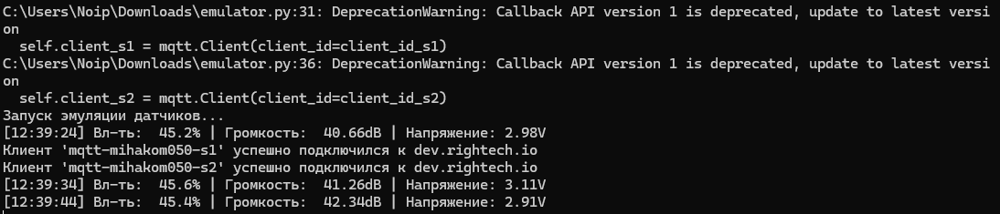 C:\Users\Noip\Downloads\emulator.py:31: DeprecationWarning: Callback API version 1 is deprecated, update to latest versi
on
  self.client_s1 = mqtt.Client(client_id=client_id_s1)
C:\Users\Noip\Downloads\emulator.py:36: DeprecationWarning: Callback API version 1 is deprecated, update to latest versi
on
  self.client_s2 = mqtt.Client(client_id=client_id_s2)
Запуск эмуляции датчиков...
[12:39:24] Вл-ть:  45.2% | Громкость:  40.66dB | Напряжение: 2.98V
Клиент 'mqtt-mihakom050-s1' успешно подключился к dev.rightech.io
Клиент 'mqtt-mihakom050-s2' успешно подключился к dev.rightech.io
[12:39:34] Вл-ть:  45.6% | Громкость:  41.26dB | Напряжение: 3.11V
[12:39:44] Вл-ть:  45.4% | Громкость:  42.34dB | Напряжение: 2.91V